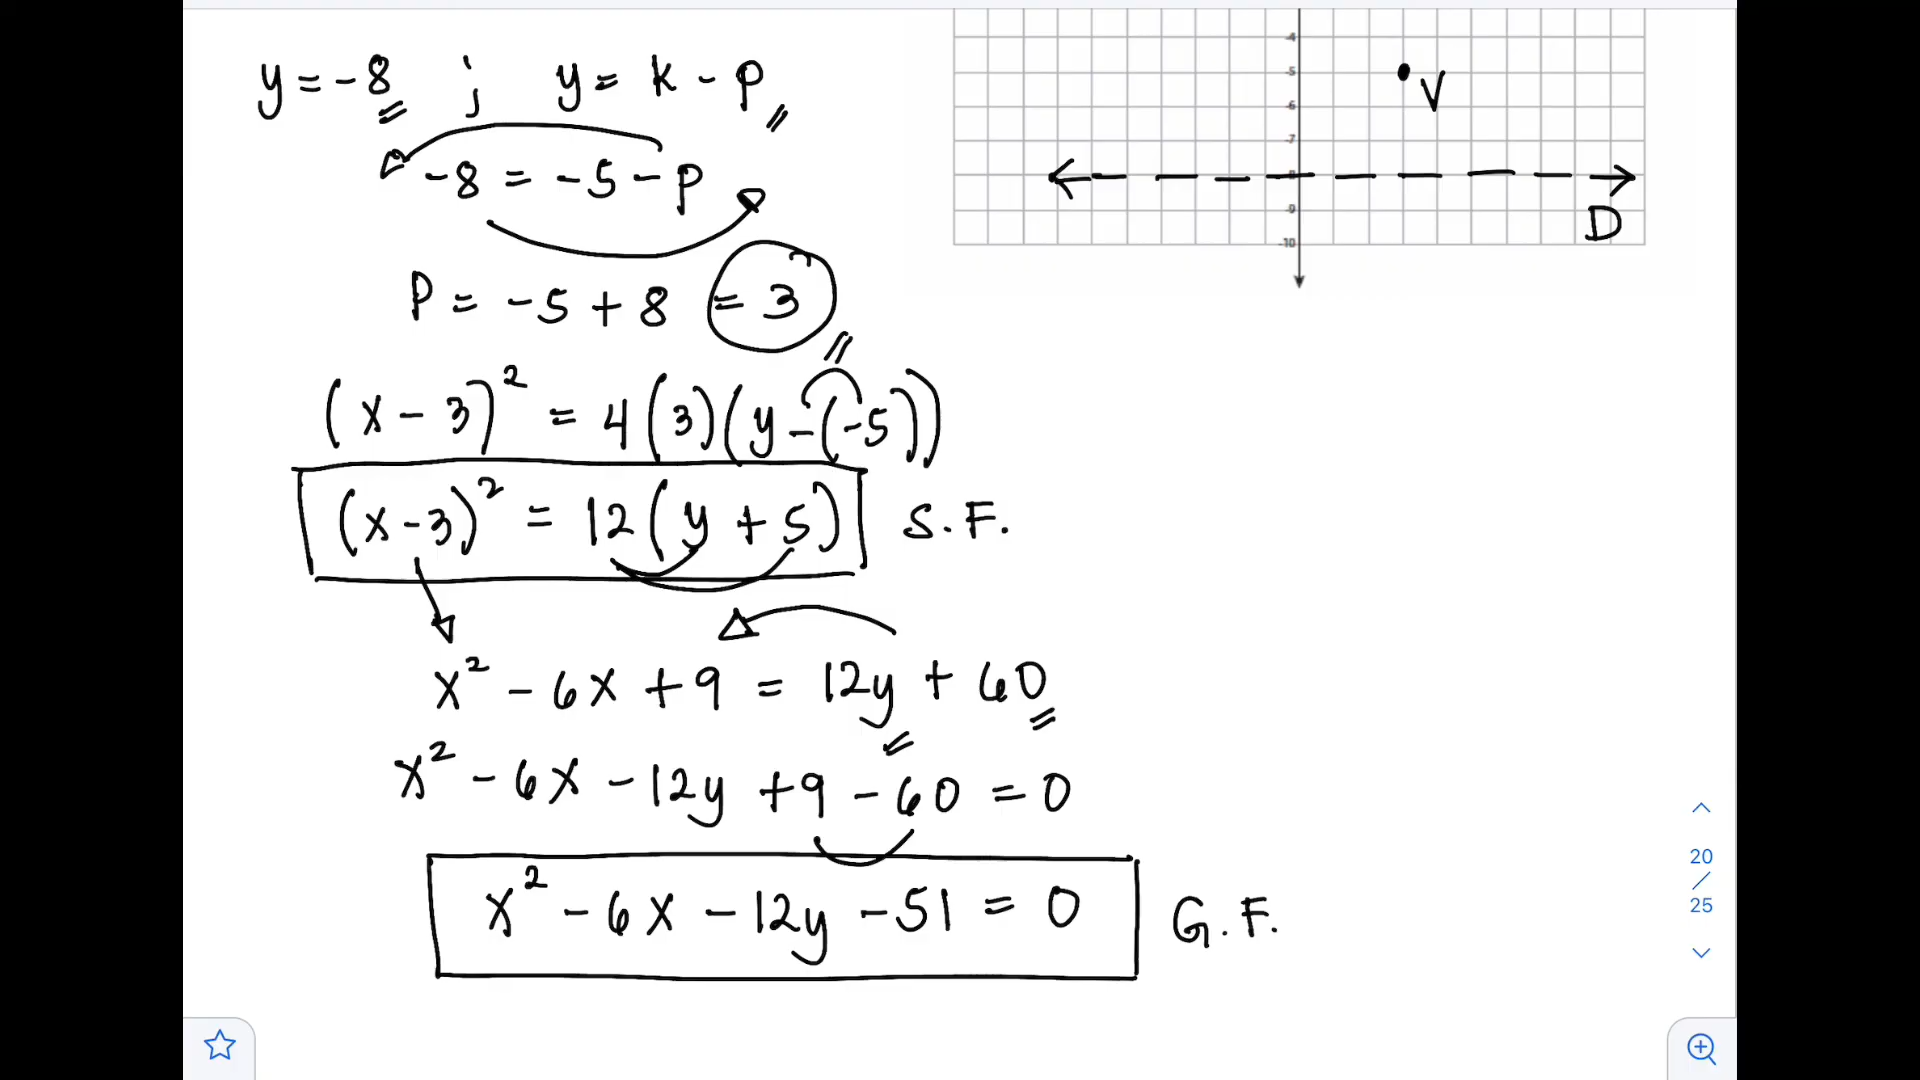 y = -8 ; y = k - p
-8 = -5 - p
P = -5 + 8 = 3
(x - 3)² = 4(3)(y - (-5))
(x - 3)² = 12(y + 5) S.F.
x² - 6x + 9 = 12y + 60
x² - 6x - 12y + 9 - 60 = 0
x² - 6x - 12y - 51 = 0 G.F.
-4
-5
V
-6
-7
-8
-9
D
-10
20
/
25